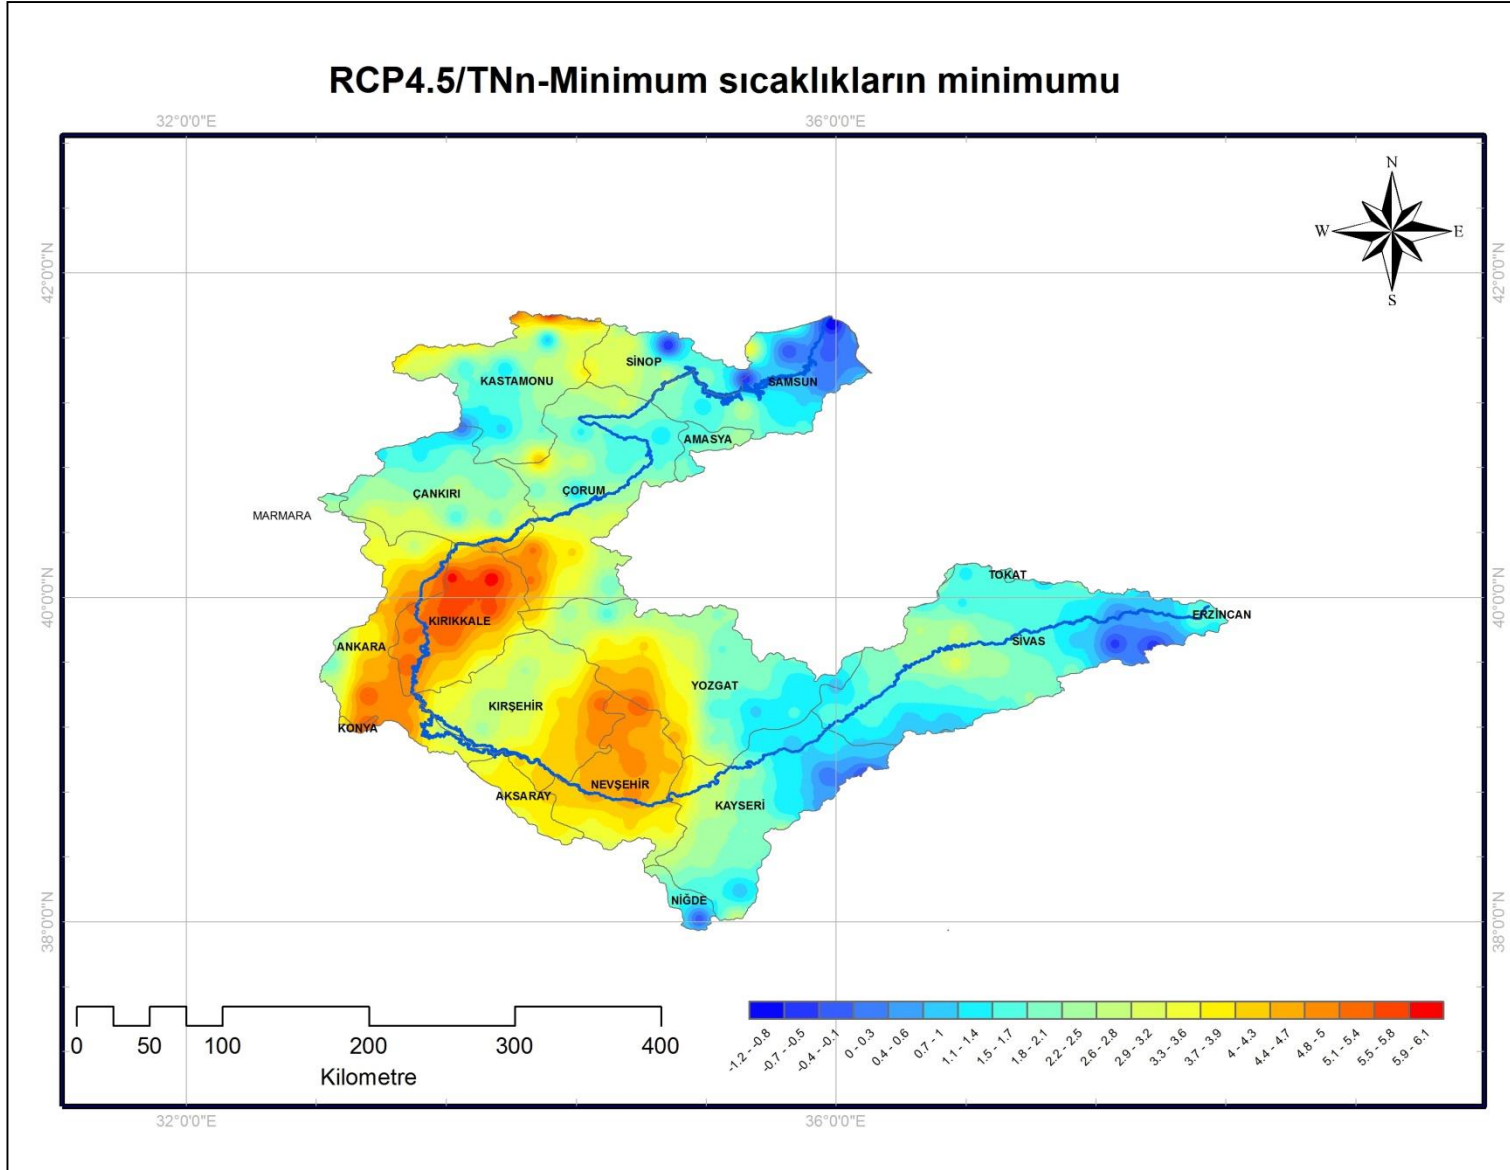 RCP4.5/TNn-Minimum sıcaklıkların minimumu
32°0'0"E 36°0'0"E
N
W E
S
42°0'0"N 42°0'0"N
SİNOP
KASTAMONU SAMSUN
AMASYA
ÇANKIRI ÇORUM
MARMARA
TOKAT
40°0'0"N 40°0'0"N
ERZİNCAN
KIRIKKALE
SİVAS
ANKARA
YOZGAT
KIRŞEHİR
KONYA
NEVŞEHİR
AKSARAY
KAYSERİ
NİĞDE
38°0'0"N 38°0'0"N
0 50 100 200 300 400
Kilometre
-1.2 - -0.8
-0.7 - -0.5
-0.4 - -0.1
0 - 0.3
0.4 - 0.6
0.7 - 1
1.1 - 1.4
1.5 - 1.7
1.8 - 2.1
2.2 - 2.5
2.6 - 2.8
2.9 - 3.2
3.3 - 3.6
3.7 - 3.9
4 - 4.3
4.4 - 4.7
4.8 - 5
5.1 - 5.4
5.5 - 5.8
5.9 - 6.1
32°0'0"E 36°0'0"E